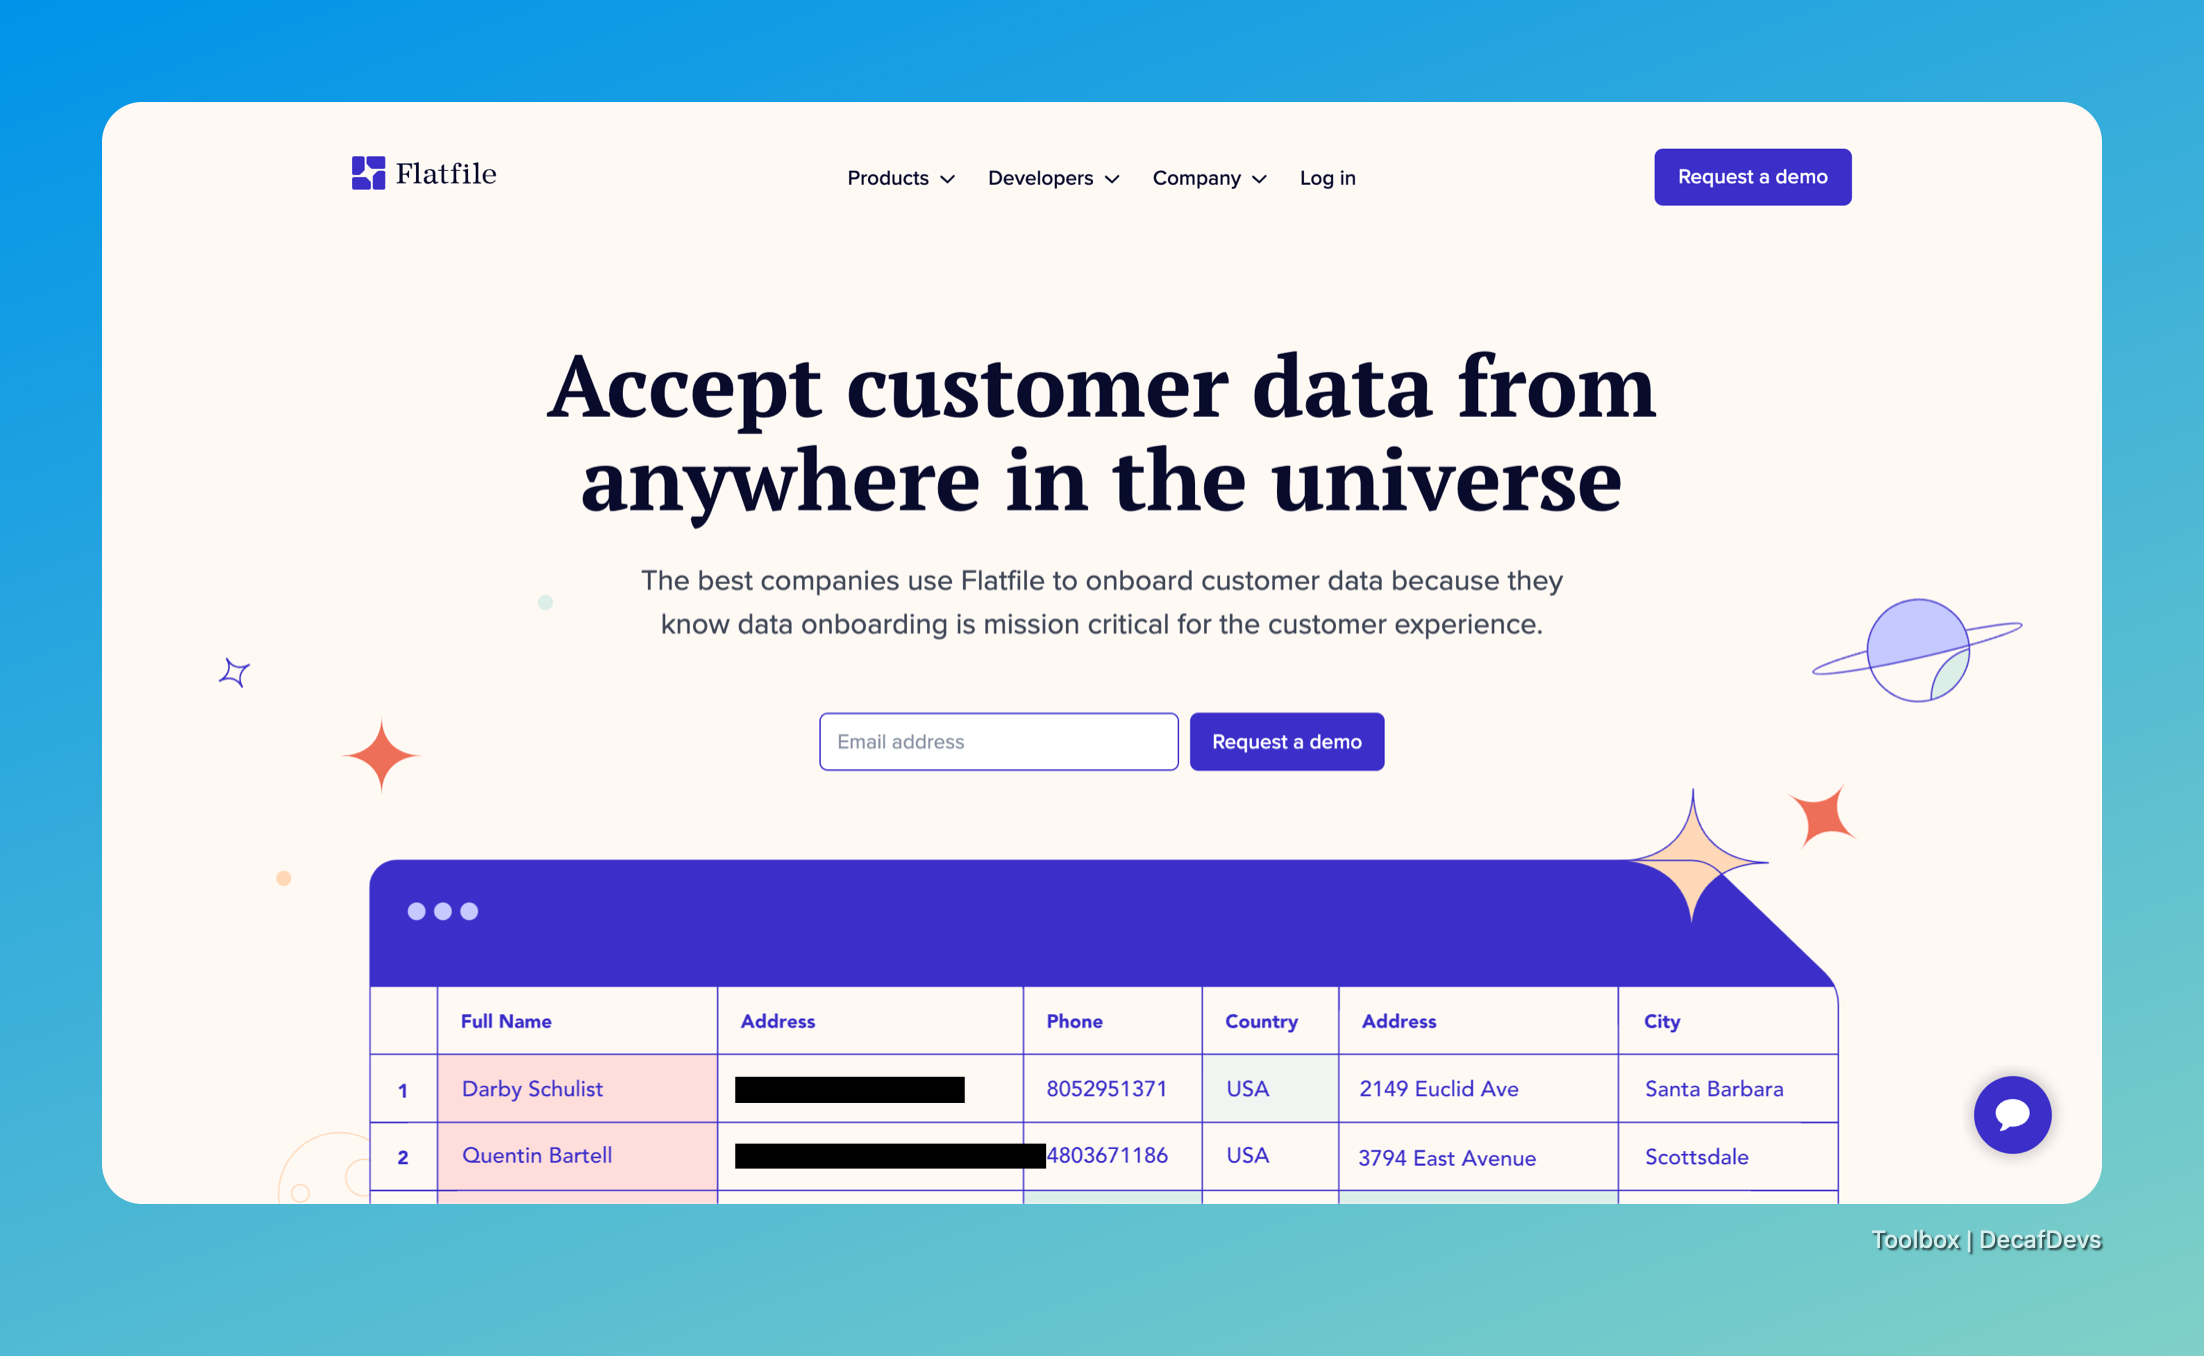 Flatfile
Products Developers Company Log in
Request a demo
Accept customer data from
anywhere in the universe
The best companies use Flatfile to onboard customer data because they
know data onboarding is mission critical for the customer experience.
Email address Request a demo
Full Name Address Phone Country Address City
1 Darby Schulist 8052951371 USA 2149 Euclid Ave Santa Barbara
2 Quentin Bartell 4803671186 USA 3794 East Avenue Scottsdale
Toolbox | DecafDevs